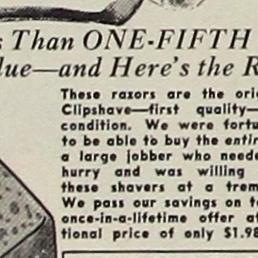 s Than ONE-FIFTH
lue—and Here's the R
These razors are the ori
Clipshave—first quality—
condition. We were fortu
to be able to buy the entir
a large jobber who neede
hurry and was willing
these shavers at a trem
We pass our savings on t
once-in-a-lifetime offer at
tional price of only $1.98